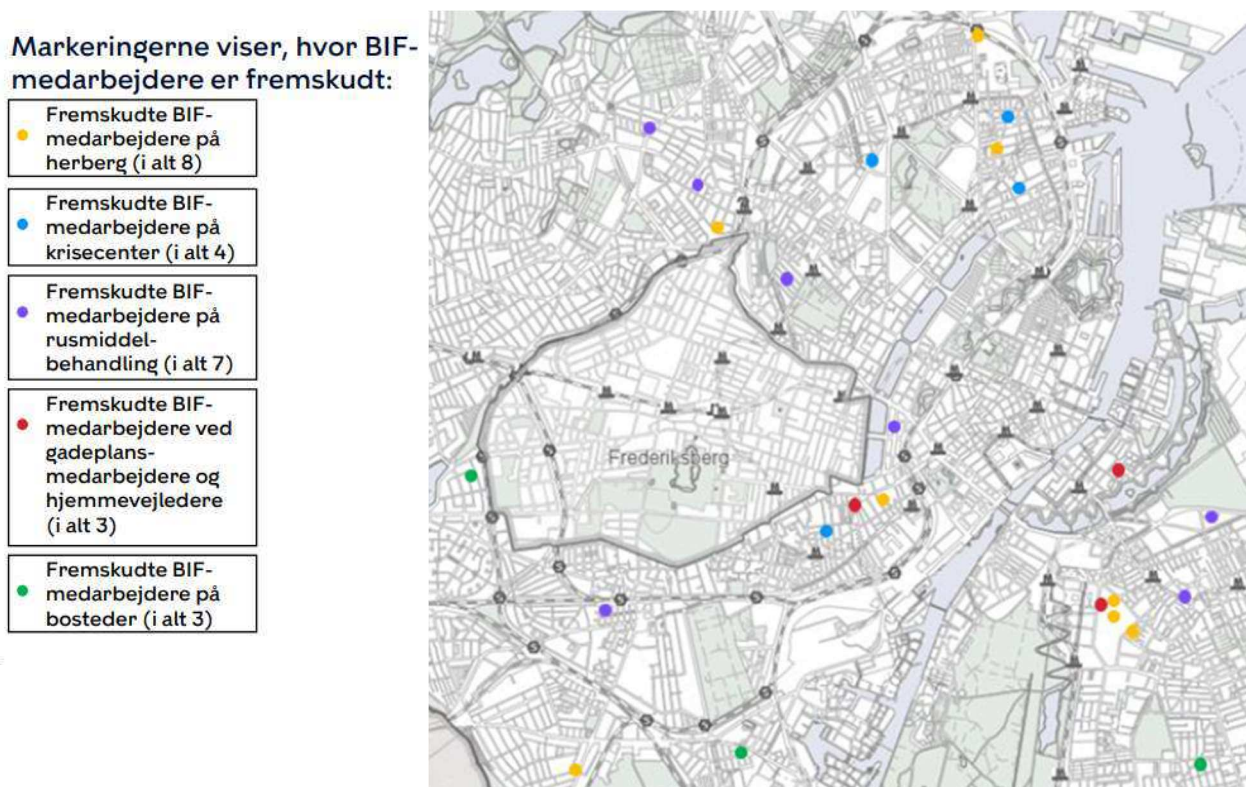 Markeringerne viser, hvor BIF-
medarbejdere er fremskudt:
Fremskudte BIF-
medarbejdere på
herberg (i alt 8)
Fremskudte BIF-
medarbejdere på
krisecenter (i alt 4)
Fremskudte BIF-
medarbejdere på
rusmiddel-
behandling (i alt 7)
Fremskudte BIF-
medarbejdere ved
gadeplans-
medarbejdere og
hjemmevejledere
(i alt 3)
Fremskudte BIF-
medarbejdere på
bosteder (i alt 3)
Frederiksberg